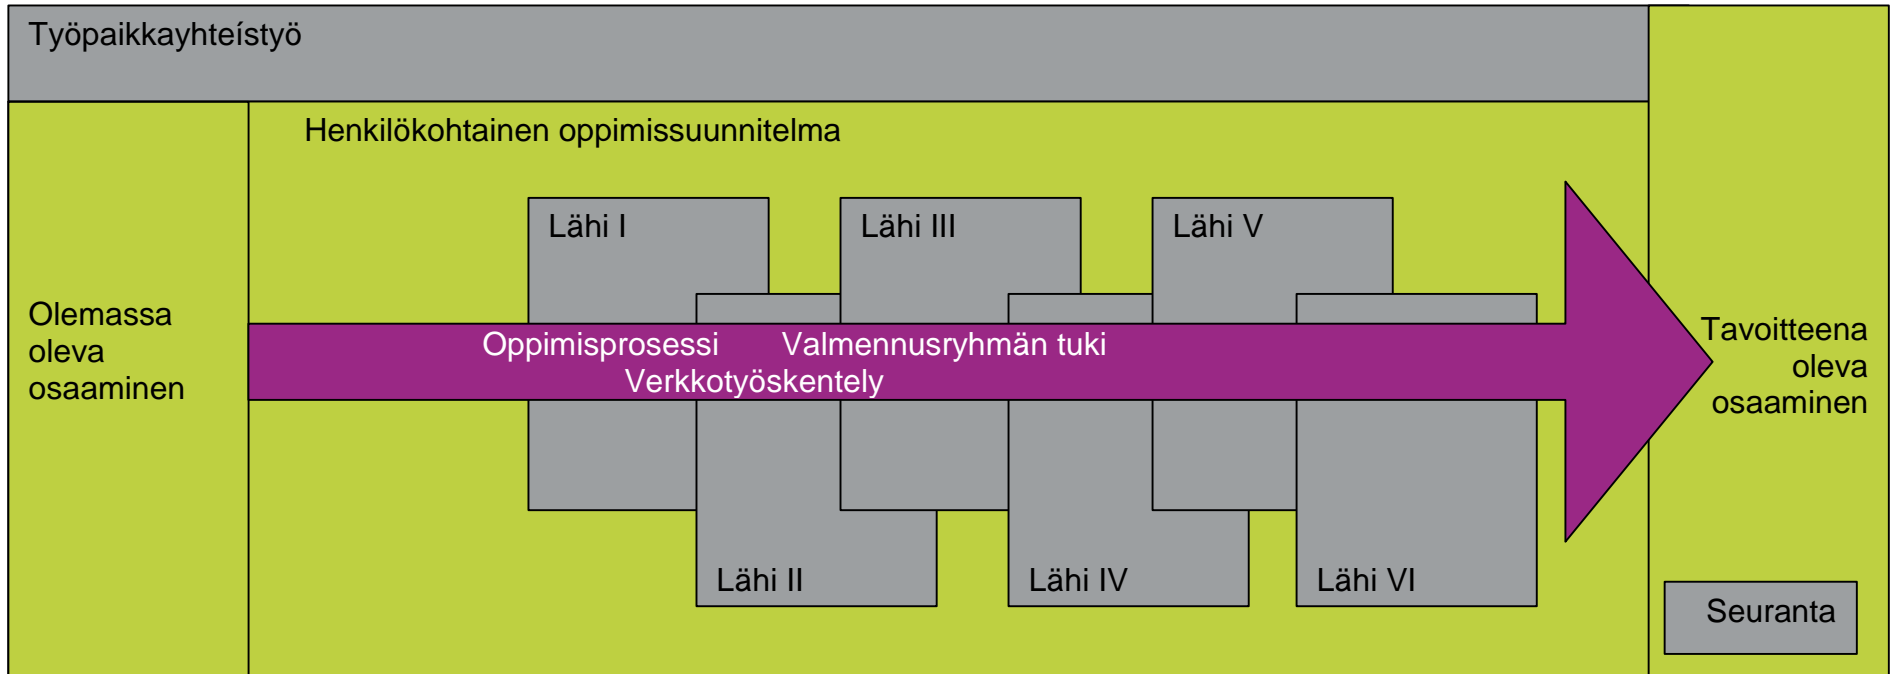 Työpaikkayhteístyö
Henkilökohtainen oppimissuunnitelma
Lähi I
Lähi III
Lähi V
Olemassa
oleva
osaaminen
Oppimisprosessi Valmennusryhmän tuki
Verkkotyöskentely
Tavoitteena
oleva
osaaminen
Lähi II
Lähi IV
Lähi VI
Seuranta